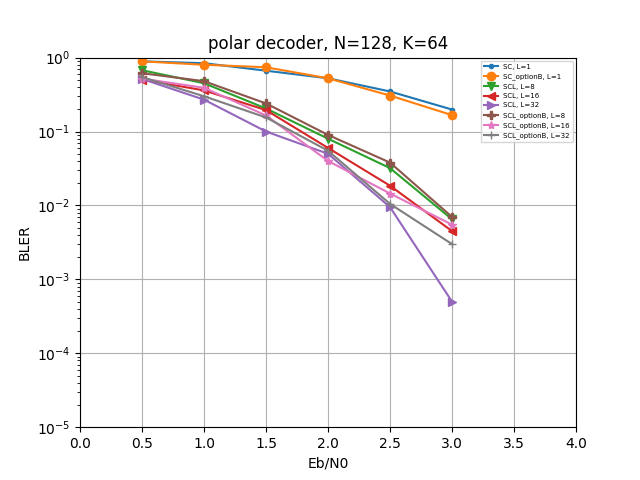 polar decoder, N=128, K=64
10^0
10^-1
10^-2
10^-3
10^-4
10^-5
BLER
SC, L=1
SC_optionB, L=1
SCL, L=8
SCL, L=16
SCL, L=32
SCL_optionB, L=8
SCL_optionB, L=16
SCL_optionB, L=32
0.0 0.5 1.0 1.5 2.0 2.5 3.0 3.5 4.0
Eb/N0